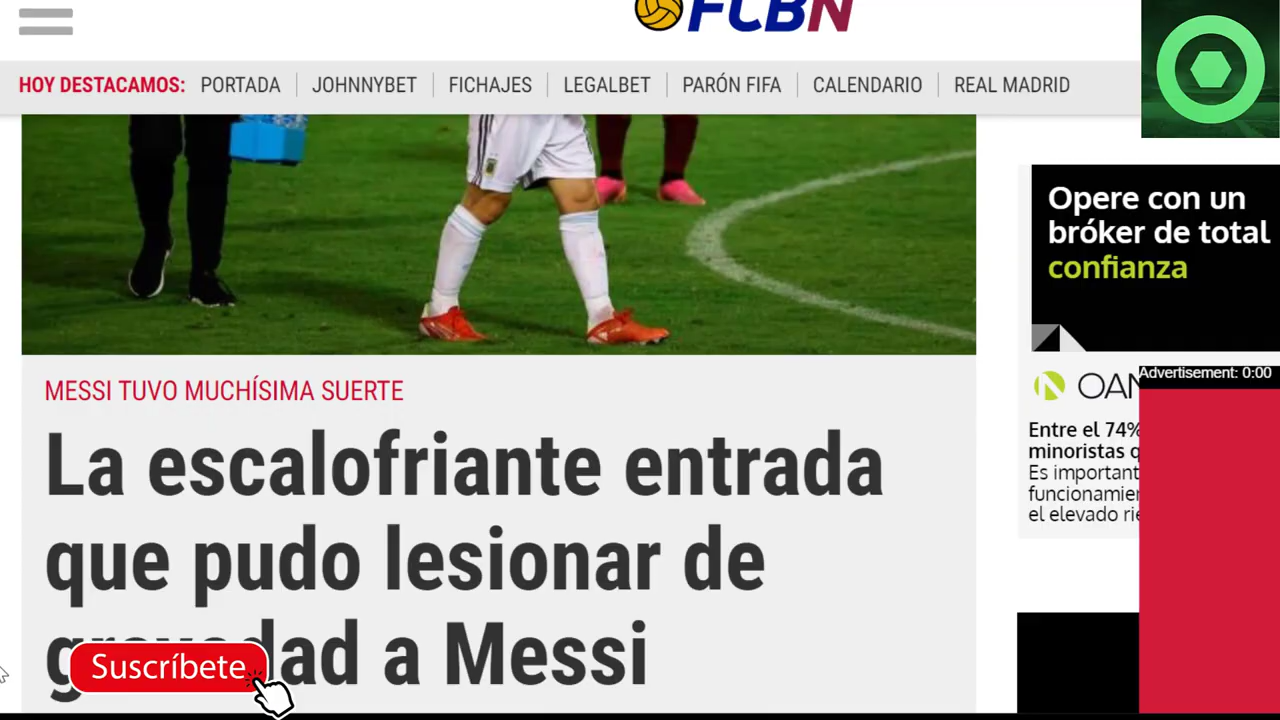 FCBN
HOY DESTACAMOS: PORTADA JOHNNYBET FICHAJES LEGALBET PARÓN FIFA CALENDARIO REAL MADRID
MESSI TUVO MUCHÍSIMA SUERTE
La escalofriante entrada
que pudo lesionar de
gravedad a Messi
Suscríbete
Opere con un
bróker de total
confianza
Advertisement: 0:00
Entre el 74%
minoristas
Es important
funcionamie
el elevado